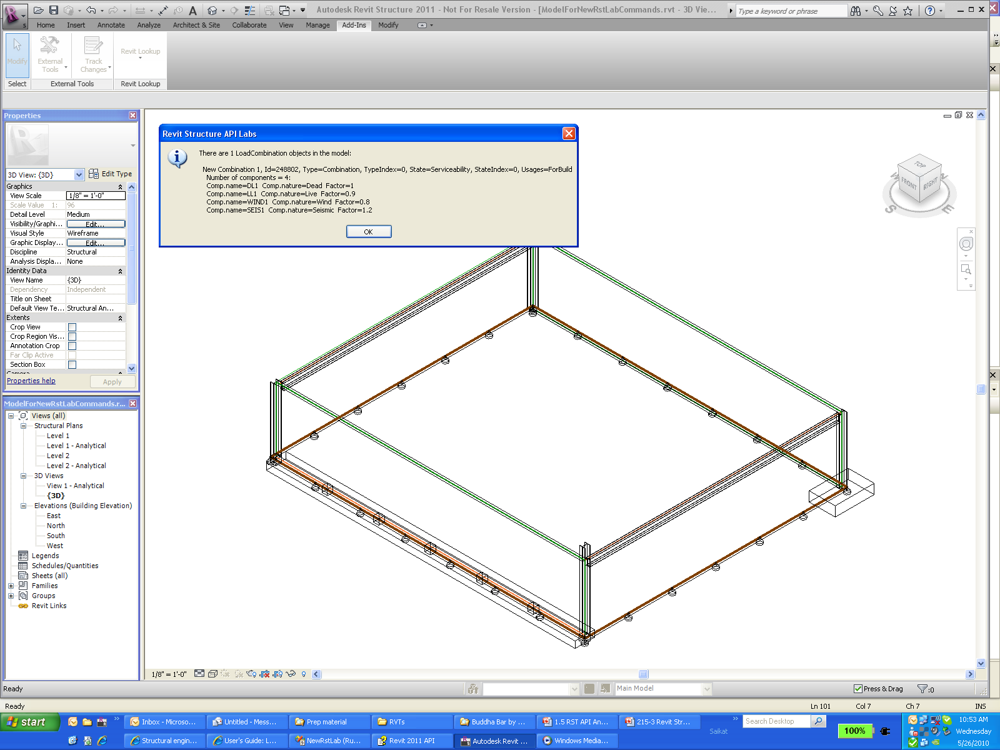 Autodesk Revit Structure 2011 - Not For Resale Version - [ModelForNewRstLabCommands.rvt - 3D Vie...
Type a keyword or phrase
Home Insert Annotate Analyze Architect & Site Collaborate View Manage Add-Ins Modify
Modify
External Tools
Track Changes
Revit Lookup
Select External Tools Revit Lookup
Properties
3D View: {3D}
Edit Type
Graphics
View Scale 1/8" = 1'-0"
Scale Value 1: 96
Detail Level Medium
Visibility/Graphi... Edit...
Visual Style Wireframe
Graphic Display... Edit...
Discipline Structural
Analysis Displa... None
Identity Data
View Name {3D}
Dependency Independent
Title on Sheet
Default View Te... Structural An...
Extents
Crop View
Crop Region Vis...
Annotation Crop
Far Clip Active
Section Box
Camera
Properties help
Apply
ModelForNewRstLabCommands.r...
Views (all)
Structural Plans
Level 1
Level 1 - Analytical
Level 2
Level 2 - Analytical
3D Views
View 1 - Analytical
{3D}
Elevations (Building Elevation)
East
North
South
West
Legends
Schedules/Quantities
Sheets (all)
Families
Groups
Revit Links
Revit Structure API Labs
There are 1 LoadCombination objects in the model:
New Combination 1, Id=248802, Type=Combination, TypeIndex=0, State=Serviceability, StateIndex=0, Usages=ForBuild
Number of components = 4:
Comp.name=DL1 Comp.nature=Dead Factor=1
Comp.name=LL1 Comp.nature=Live Factor=0.9
Comp.name=WIND1 Comp.nature=Wind Factor=0.8
Comp.name=SEIS1 Comp.nature=Seismic Factor=1.2
OK
TOP
FRONT
RIGHT
W
S
E
1/8" = 1'-0"
Ready
Main Model
Press & Drag
:0
Ready
Ln 101 Col 7 Ch 7 INS
start
Inbox - Microso...
Untitled - Mess...
Prep material
RVTs
Buddha Bar by ...
1.5 RST API An...
215-3 Revit Str...
Structural engin...
User's Guide: L...
NewRstLab (Ru...
Revit 2011 API
Autodesk Revit ...
Windows Media...
Saikat
Search Desktop
100%
10:53 AM
Wednesday
5/26/2010